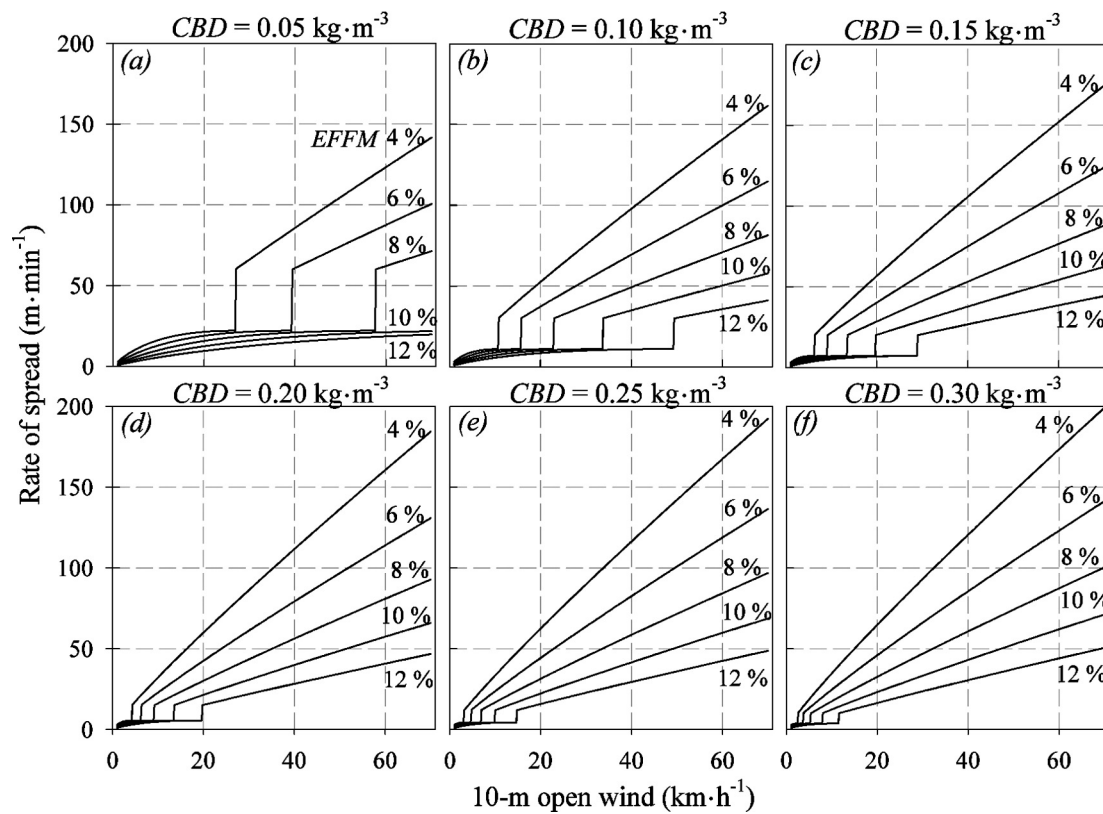 CBD = 0.05 kg·m⁻³
CBD = 0.10 kg·m⁻³
CBD = 0.15 kg·m⁻³
200
150
100
50
0
(a)
EFFM 4 %
6 %
8 %
10 %
12 %
(b)
4 %
6 %
8 %
10 %
12 %
(c)
4 %
6 %
8 %
10 %
12 %
Rate of spread (m·min⁻¹)
CBD = 0.20 kg·m⁻³
CBD = 0.25 kg·m⁻³
CBD = 0.30 kg·m⁻³
200
150
100
50
0
(d)
4 %
6 %
8 %
10 %
12 %
(e)
4 %
6 %
8 %
10 %
12 %
(f)
4 %
6 %
8 %
10 %
12 %
0 20 40 60
0 20 40 60
0 20 40 60
10-m open wind (km·h⁻¹)